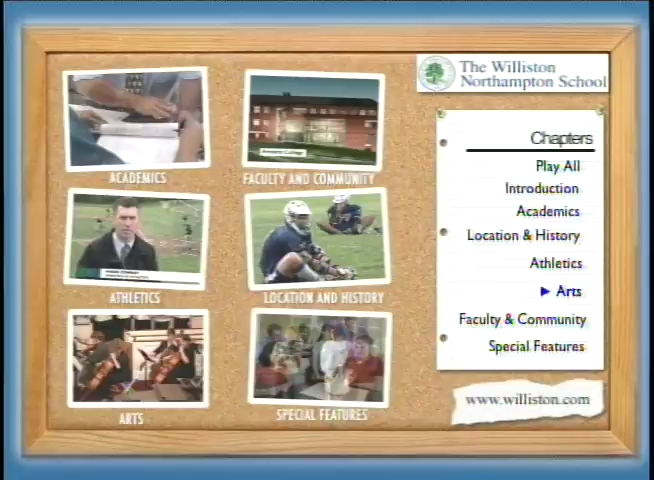 The Williston
Northampton School
ACADEMICS
FACULTY AND COMMUNITY
ATHLETICS
LOCATION AND HISTORY
ARTS
SPECIAL FEATURES
Chapters
Play All
Introduction
Academics
Location & History
Athletics
► Arts
Faculty & Community
Special Features
www.williston.com